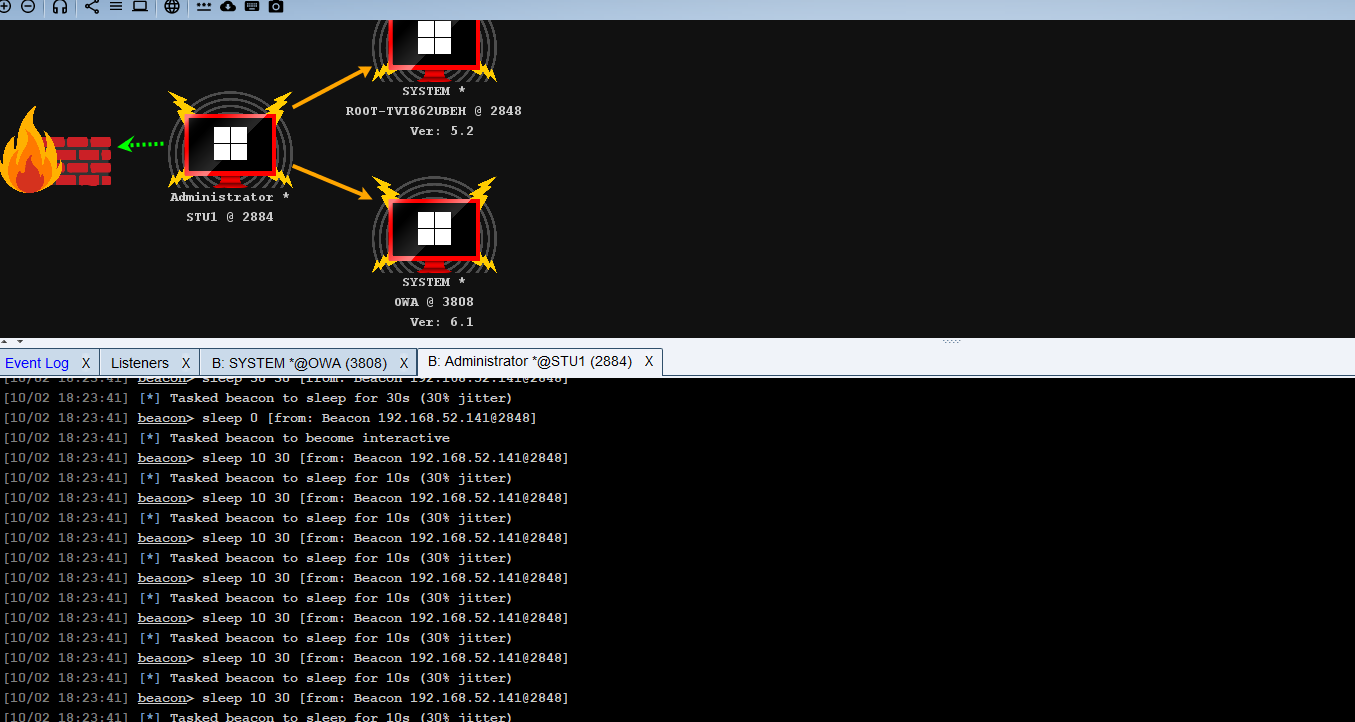 SYSTEM *
ROOT-TVI862UBEH @ 2848
Ver: 5.2
Administrator *
STU1 @ 2884
SYSTEM *
OWA @ 3808
Ver: 6.1
Event Log X Listeners X B: SYSTEM *@OWA (3808) X B: Administrator *@STU1 (2884) X
[10/02 18:23:41] beacon> sleep 30 30 [from: Beacon 192.168.52.141@2848]
[10/02 18:23:41] [*] Tasked beacon to sleep for 30s (30% jitter)
[10/02 18:23:41] beacon> sleep 0 [from: Beacon 192.168.52.141@2848]
[10/02 18:23:41] [*] Tasked beacon to become interactive
[10/02 18:23:41] beacon> sleep 10 30 [from: Beacon 192.168.52.141@2848]
[10/02 18:23:41] [*] Tasked beacon to sleep for 10s (30% jitter)
[10/02 18:23:41] beacon> sleep 10 30 [from: Beacon 192.168.52.141@2848]
[10/02 18:23:41] [*] Tasked beacon to sleep for 10s (30% jitter)
[10/02 18:23:41] beacon> sleep 10 30 [from: Beacon 192.168.52.141@2848]
[10/02 18:23:41] [*] Tasked beacon to sleep for 10s (30% jitter)
[10/02 18:23:41] beacon> sleep 10 30 [from: Beacon 192.168.52.141@2848]
[10/02 18:23:41] [*] Tasked beacon to sleep for 10s (30% jitter)
[10/02 18:23:41] beacon> sleep 10 30 [from: Beacon 192.168.52.141@2848]
[10/02 18:23:41] [*] Tasked beacon to sleep for 10s (30% jitter)
[10/02 18:23:41] beacon> sleep 10 30 [from: Beacon 192.168.52.141@2848]
[10/02 18:23:41] [*] Tasked beacon to sleep for 10s (30% jitter)
[10/02 18:23:41] beacon> sleep 10 30 [from: Beacon 192.168.52.141@2848]
[10/02 18:23:41] [*] Tasked beacon to sleep for 10s (30% jitter)